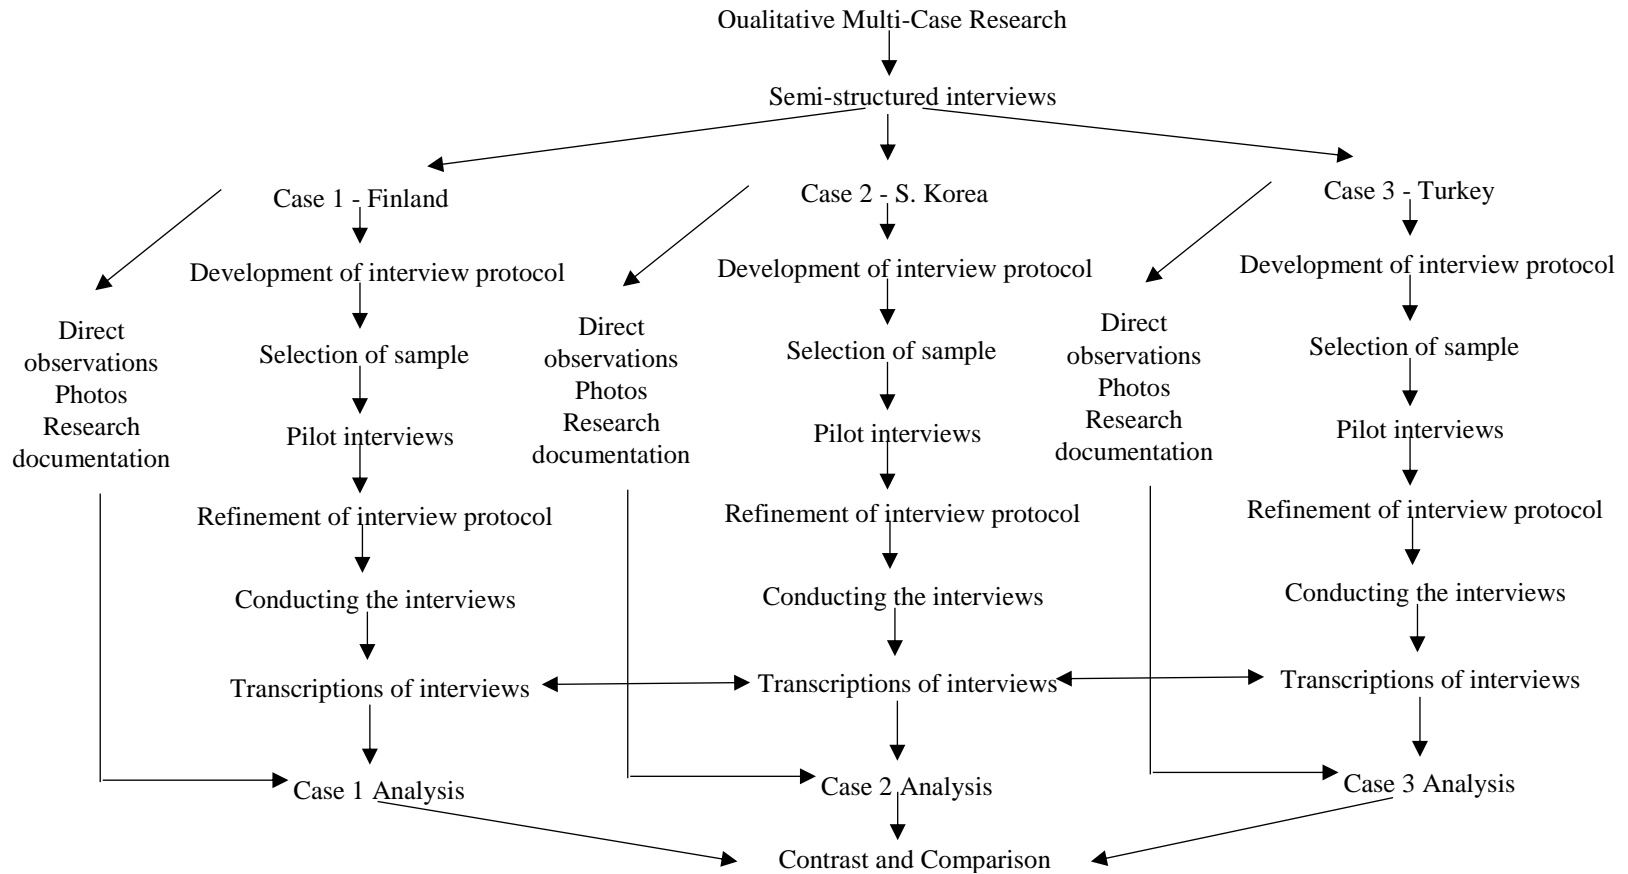 Qualitative Multi-Case Research
Semi-structured interviews
Case 1 - Finland
Development of interview protocol
Direct
observations
Photos
Research
documentation
Selection of sample
Pilot interviews
Refinement of interview protocol
Conducting the interviews
Transcriptions of interviews
Case 1 Analysis
Case 2 - S. Korea
Development of interview protocol
Direct
observations
Photos
Research
documentation
Selection of sample
Pilot interviews
Refinement of interview protocol
Conducting the interviews
Transcriptions of interviews
Case 2 Analysis
Case 3 - Turkey
Development of interview protocol
Direct
observations
Photos
Research
documentation
Selection of sample
Pilot interviews
Refinement of interview protocol
Conducting the interviews
Transcriptions of interviews
Case 3 Analysis
Contrast and Comparison